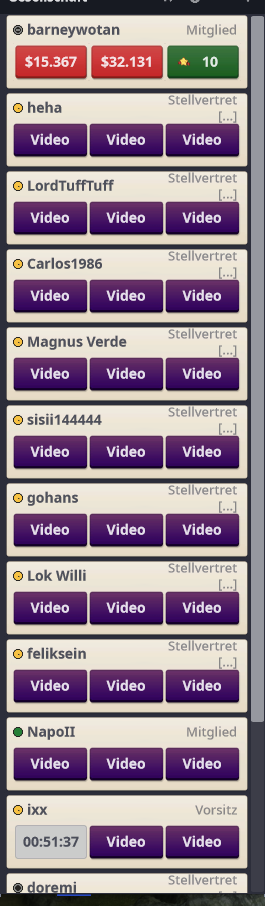 barneywotan Mitglied
$15.367 $32.131 10
heha Stellvertret
[...]
Video Video Video
LordTuffTuff Stellvertret
[...]
Video Video Video
Carlos1986 Stellvertret
[...]
Video Video Video
Magnus Verde Stellvertret
[...]
Video Video Video
sisii144444 Stellvertret
[...]
Video Video Video
gohans Stellvertret
[...]
Video Video Video
Lok Willi Stellvertret
[...]
Video Video Video
feliksein Stellvertret
[...]
Video Video Video
NapoII Mitglied
Video Video Video
ixx Vorsitz
00:51:37 Video Video
doremi Stellvertret